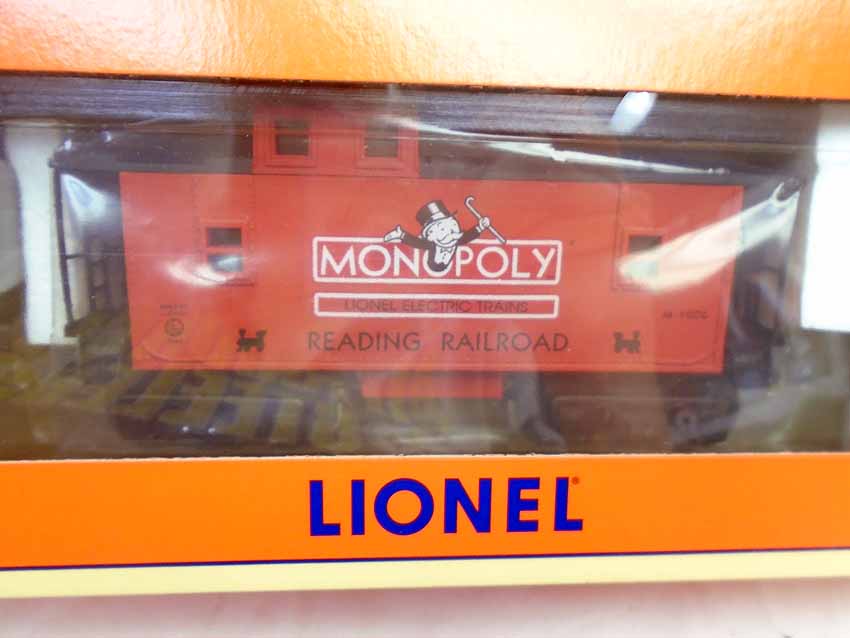 MONOPOLY
LIONEL ELECTRIC TRAINS
READING RAILROAD
LIONEL